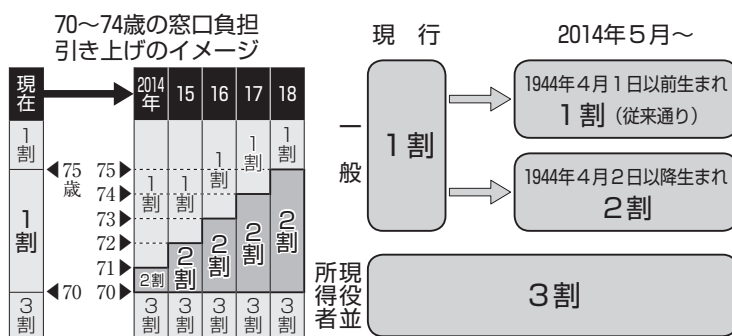 70〜74歳の窓口負担
引き上げのイメージ
現在
2014年
15
16
17
18
1割
1割
3割
75歳
70
75
74
73
72
71
70
1割
1割
1割
1割
1割
2割
2割
2割
2割
2割
3割
3割
3割
3割
3割
現 行
2014年5月〜
一般
1割
1944年4月1日以前生まれ
1割(従来通り)
1944年4月2日以降生まれ
2割
現役並
所得者
3割